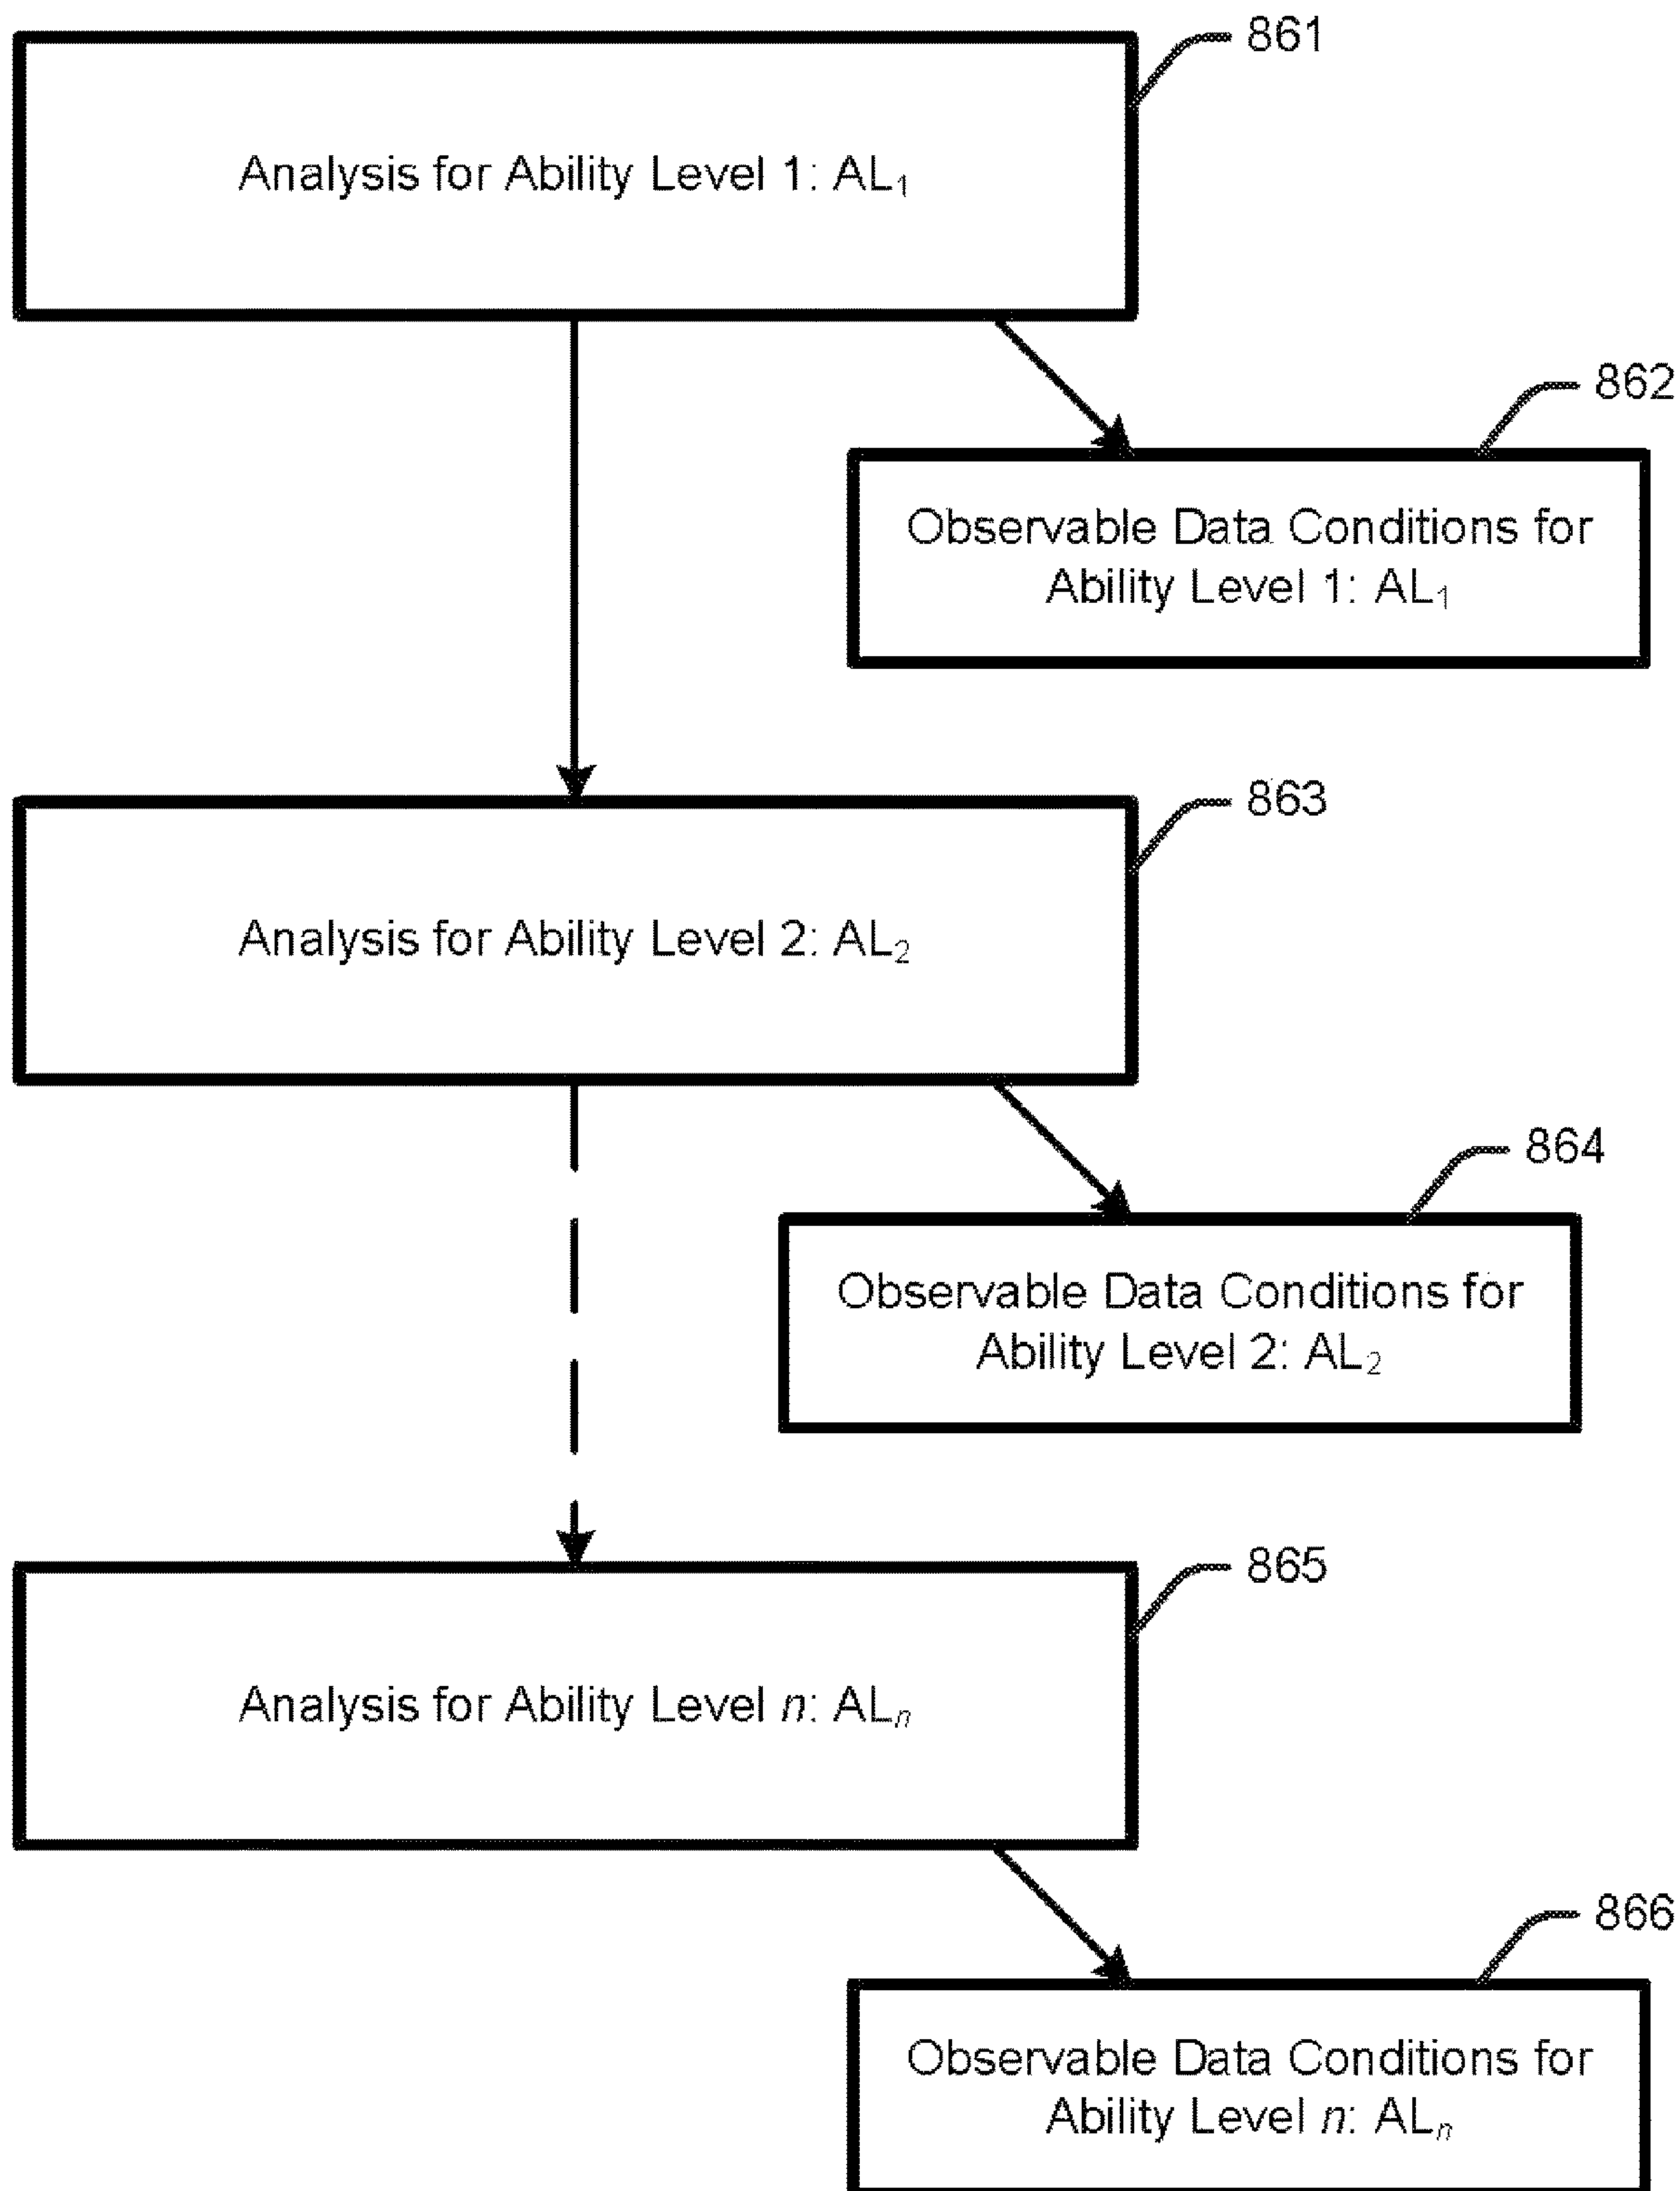 861
Analysis for Ability Level 1: AL₁
862
Observable Data Conditions for
Ability Level 1: AL₁
863
Analysis for Ability Level 2: AL₂
864
Observable Data Conditions for
Ability Level 2: AL₂
865
Analysis for Ability Level n: ALₙ
866
Observable Data Conditions for
Ability Level n: ALₙ